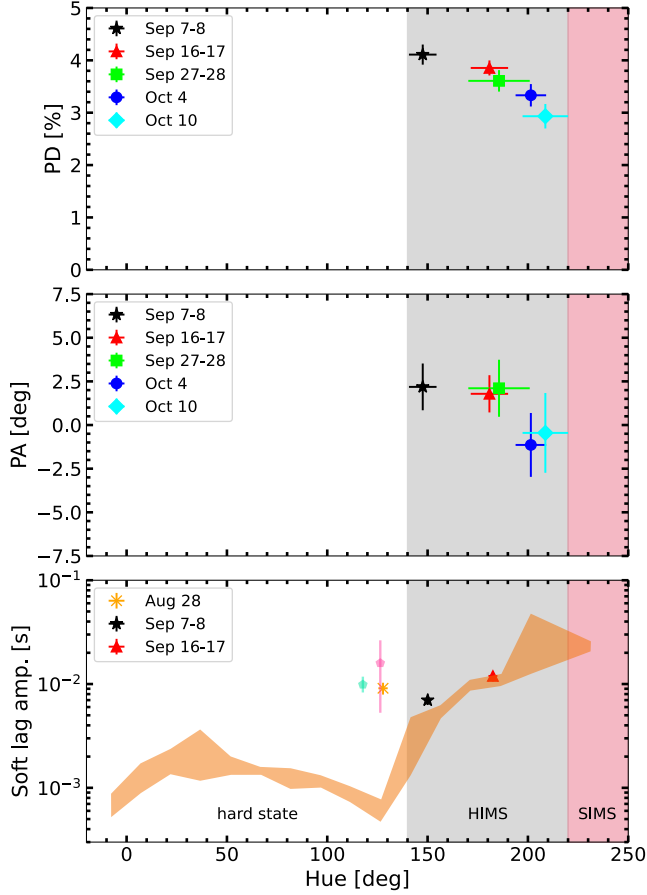 5
4
3
2
1
0
PD [%]
Sep 7-8
Sep 16-17
Sep 27-28
Oct 4
Oct 10
7.5
5.0
2.5
0.0
−2.5
−5.0
−7.5
PA [deg]
Sep 7-8
Sep 16-17
Sep 27-28
Oct 4
Oct 10
10⁻¹
10⁻²
10⁻³
Soft lag amp. [s]
Aug 28
Sep 7-8
Sep 16-17
hard state
HIMS
SIMS
0 50 100 150 200 250
Hue [deg]